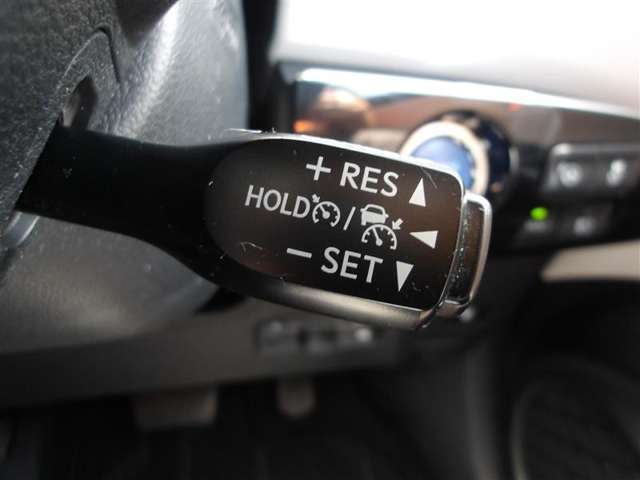 + RES ▲
HOLD / ◄
− SET ▼